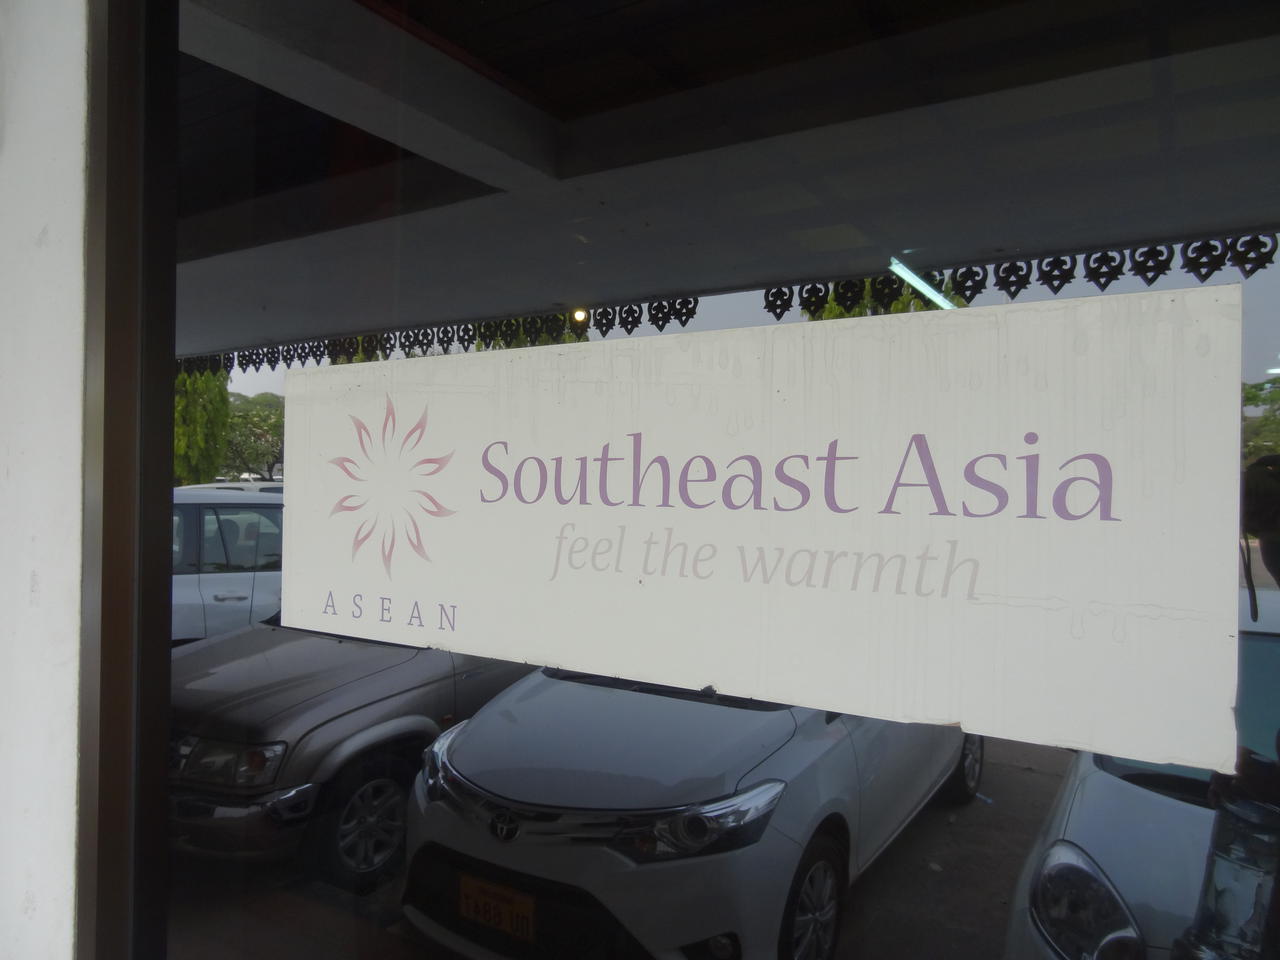 Southeast Asia
feel the warmth
ASEAN